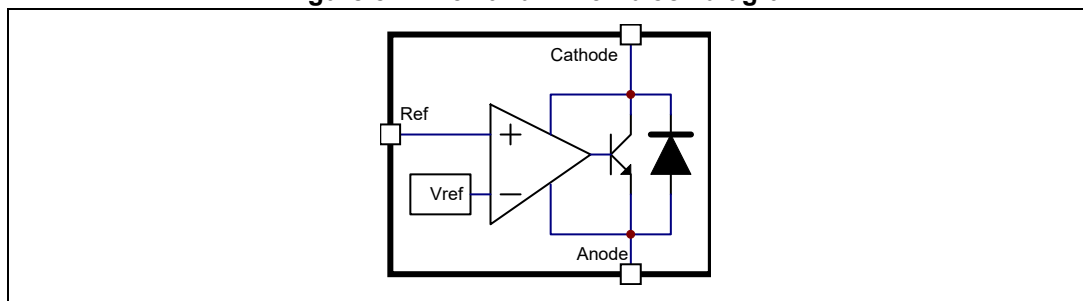 Cathode
Ref
+
Vref
−
Anode